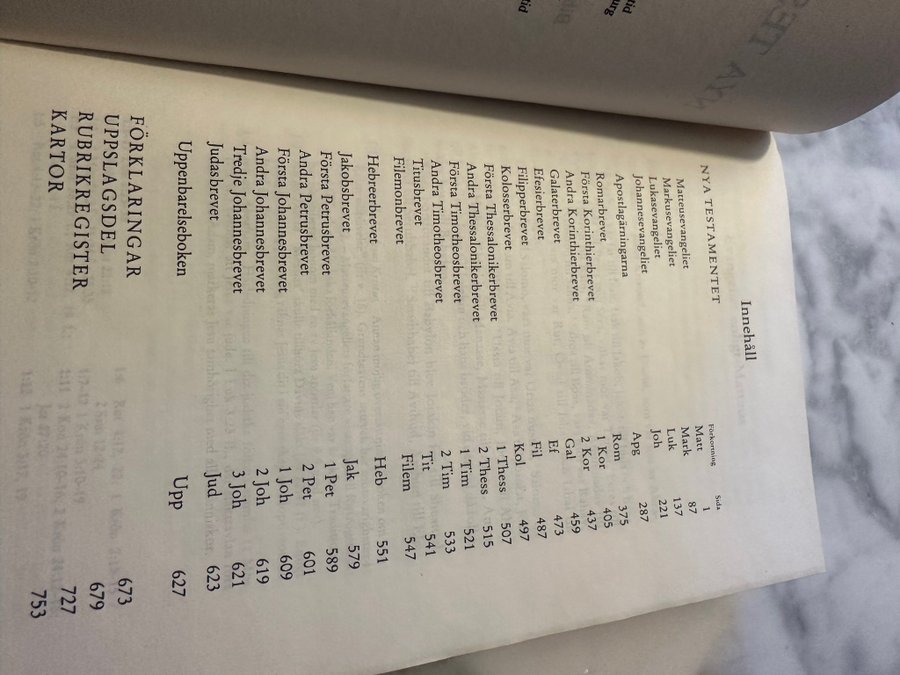 Innehåll
NYA TESTAMENTET Förkortning Sida
Matteusevangeliet Matt 1
Markusevangeliet Mark 87
Lukasevangeliet Luk 137
Johannesevangeliet Joh 221
Apostlagärningarna Apg 287
Romarbrevet Rom 375
Första Korinthierbrevet 1 Kor 405
Andra Korinthierbrevet 2 Kor 437
Galaterbrevet Gal 459
Efesierbrevet Ef 473
Filipperbrevet Fil 487
Kolosserbrevet Kol 497
Första Thessalonikerbrevet 1 Thess 507
Andra Thessalonikerbrevet 2 Thess 515
Första Timotheosbrevet 1 Tim 521
Andra Timotheosbrevet 2 Tim 533
Titusbrevet Tit 541
Filemonbrevet Filem 547
Hebreerbrevet Heb 551
Jakobsbrevet Jak 579
Första Petrusbrevet 1 Pet 589
Andra Petrusbrevet 2 Pet 601
Första Johannesbrevet 1 Joh 609
Andra Johannesbrevet 2 Joh 619
Tredje Johannesbrevet 3 Joh 621
Judasbrevet Jud 623
Uppenbarelseboken Upp 627
FÖRKLARINGAR 673
UPPSLAGSDEL 679
RUBRIKREGISTER 727
KARTOR 753